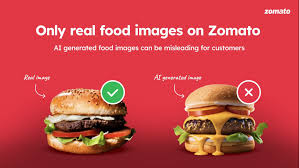 zomato
Only real food images on Zomato
AI generated food images can be misleading for customers
Real image
AI generated image